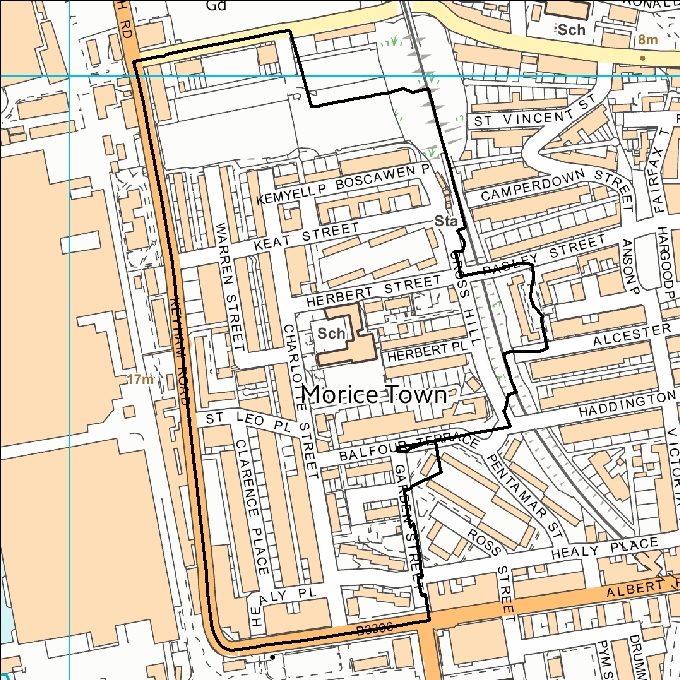 Gd
H RD
RONAL
Sch
8m
ST VINCENT ST
FAIRFAX T
KEMYELL P
BOSCAWEN P
CAMPERDOWN STREET
Sta
WARREN STREET
KEAT STREET
PASLEY STREET
ANSON P
HARGOOD P
CROSS HILL
HERBERT STREET
KEYHAM ROAD
CHARLOTTE STREET
Sch
ALCESTER
HERBERT PL
17m
Morice Town
HADDINGTON
ST LEO PL
BALFOUR TERRACE
VICTORI
CLARENCE PLACE
GARDEN STREET
PENTAMAR ST
ROSS STREET
HEALY PLACE
HEALY PL
ALBERT R
B3396
PYM S
DRUMM